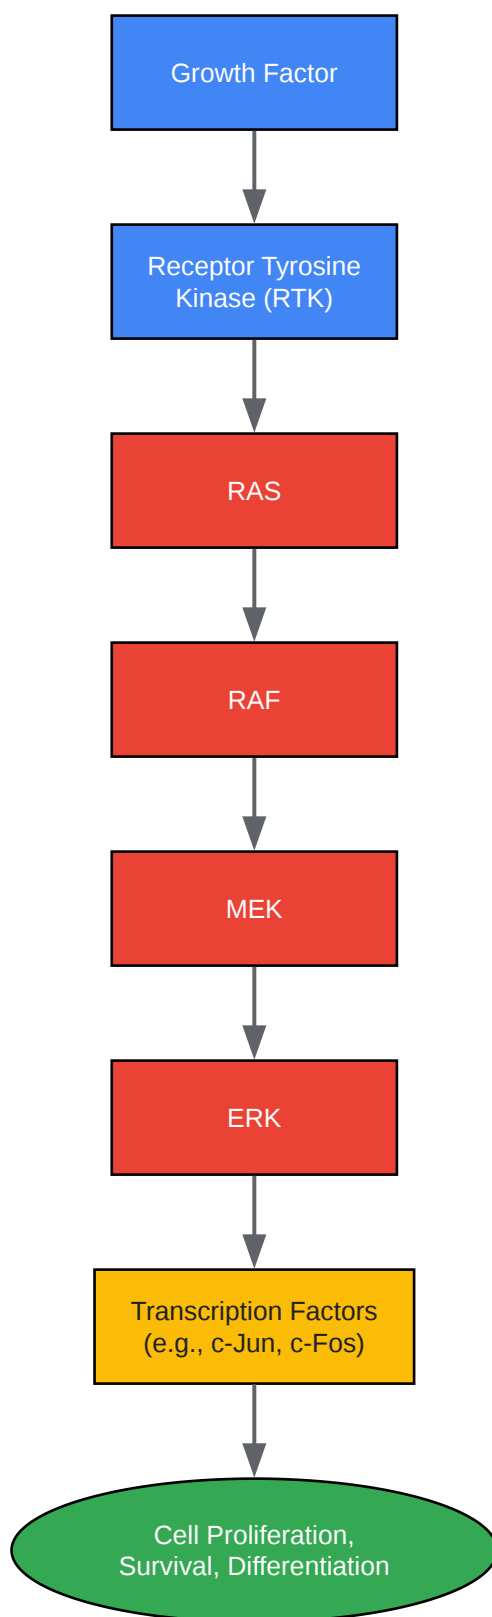 Growth Factor
Receptor Tyrosine
Kinase (RTK)
RAS
RAF
MEK
ERK
Transcription Factors
(e.g., c-Jun, c-Fos)
Cell Proliferation,
Survival, Differentiation